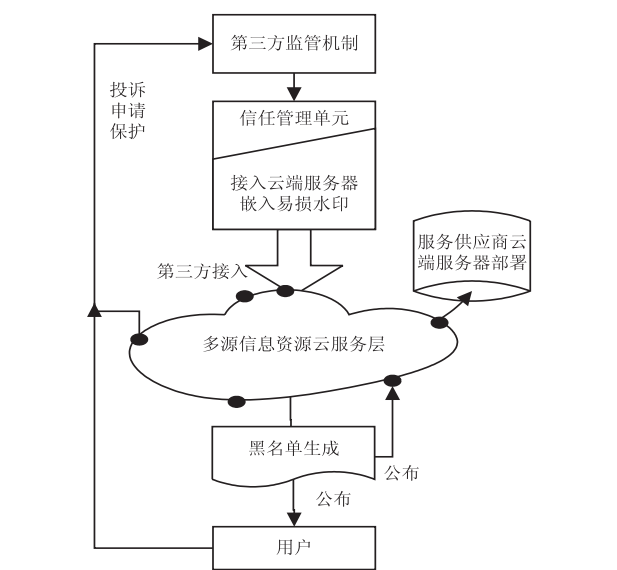 第三方监管机制
投诉
申请
保护
信任管理单元
接入云端服务器
嵌入易损水印
服务供应商云
端服务器部署
第三方接入
多源信息资源云服务层
黑名单生成
公布
公布
用户